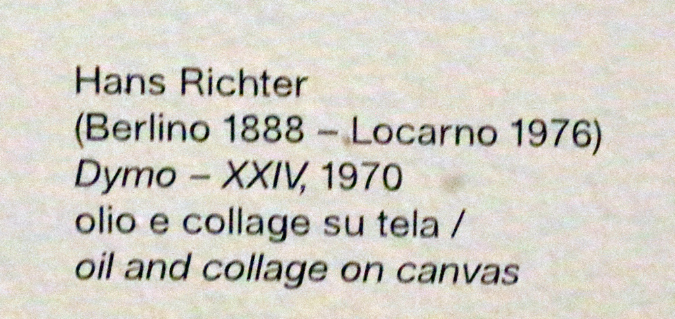 Hans Richter
(Berlino 1888 – Locarno 1976)
Dymo – XXIV, 1970
olio e collage su tela /
oil and collage on canvas